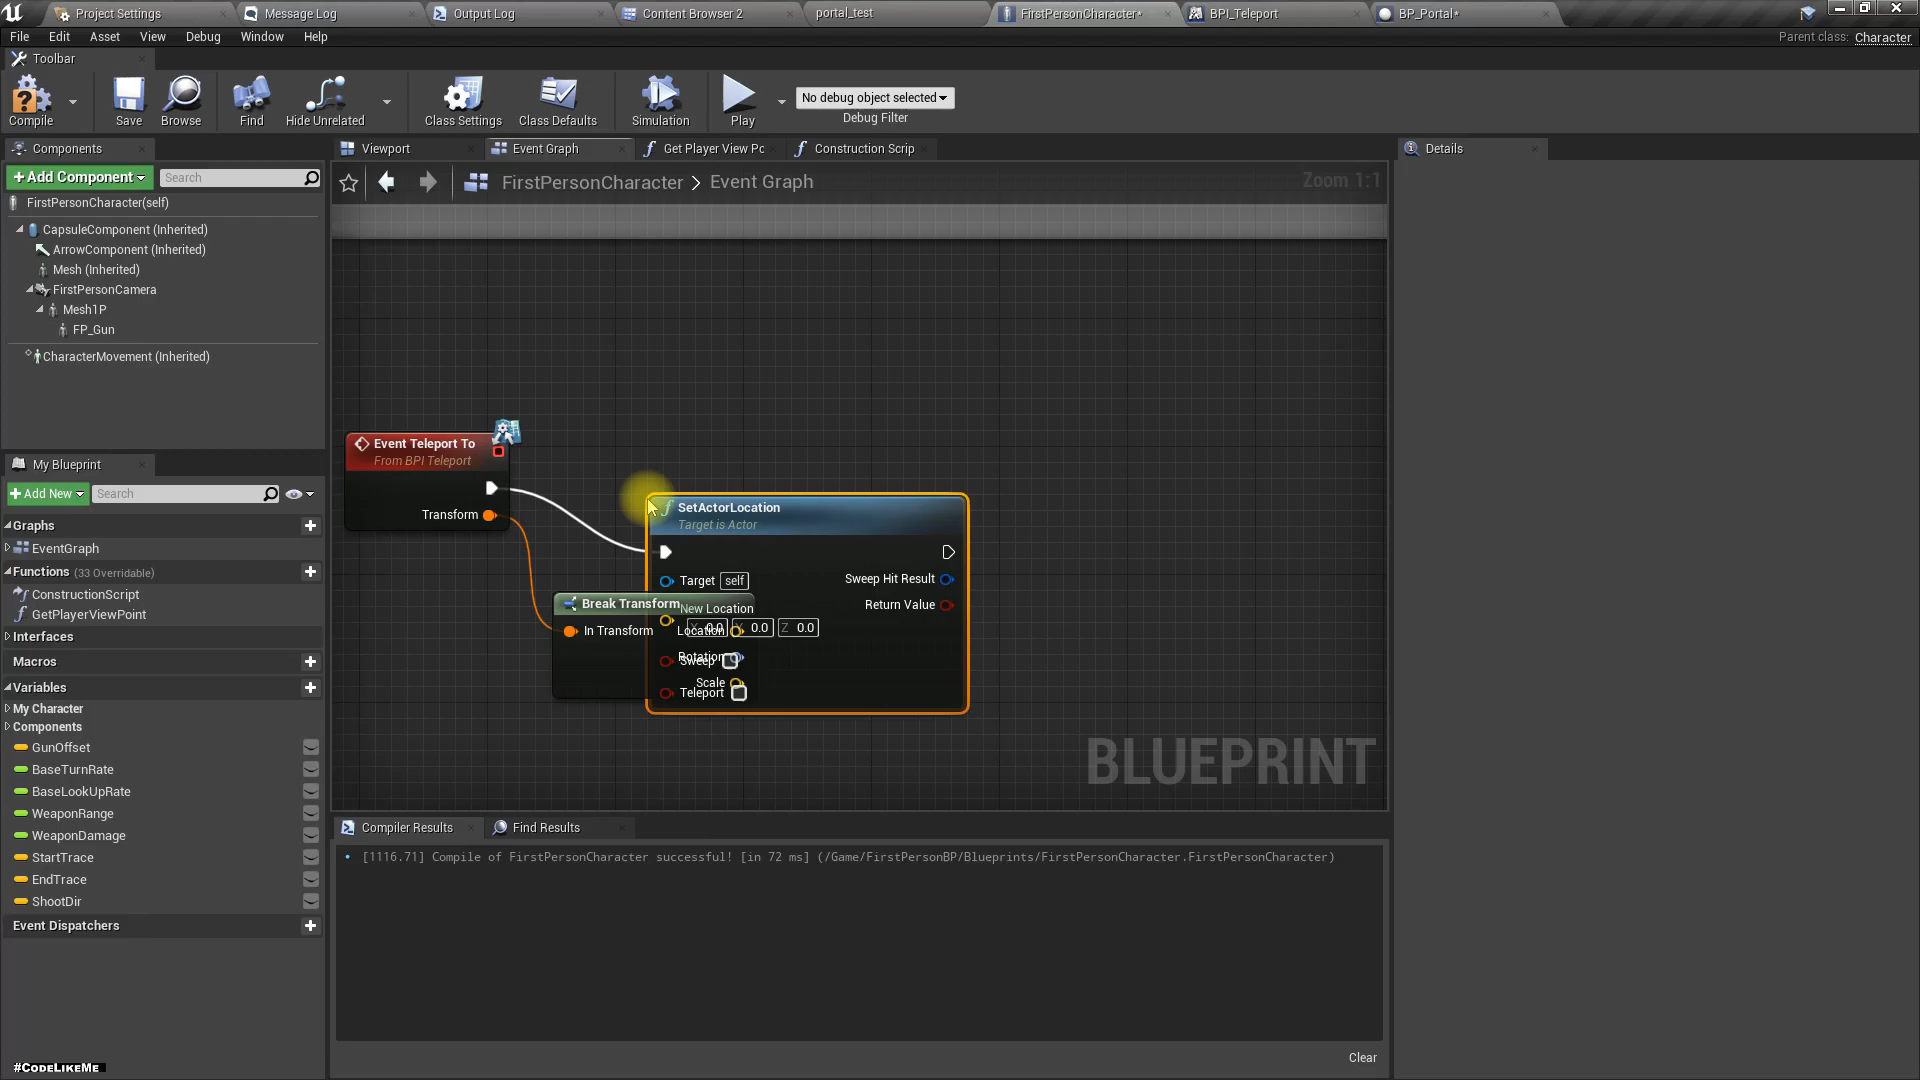 Project Settings
Message Log
Output Log
Content Browser 2
portal_test
FirstPersonCharacter*
BPI_Teleport
BP_Portal*
File
Edit
Asset
View
Debug
Window
Help
Parent class: Character
Toolbar
Compile
Save
Browse
Find
Hide Unrelated
Class Settings
Class Defaults
Simulation
Play
No debug object selected
Debug Filter
Components
+Add Component
Search
FirstPersonCharacter(self)
CapsuleComponent (Inherited)
ArrowComponent (Inherited)
Mesh (Inherited)
FirstPersonCamera
Mesh1P
FP_Gun
CharacterMovement (Inherited)
Viewport
Event Graph
Get Player View Pc
Construction Scrip
Details
FirstPersonCharacter > Event Graph
Zoom 1:1
Event Teleport To
From BPI Teleport
Transform
SetActorLocation
Target is Actor
Target self
Sweep Hit Result
Return Value
New Location
X 0.0 Y 0.0 Z 0.0
Sweep
Teleport
Break Transform
In Transform
Location
Rotation
Scale
BLUEPRINT
My Blueprint
+Add New
Search
Graphs
EventGraph
Functions (33 Overridable)
ConstructionScript
GetPlayerViewPoint
Interfaces
Macros
Variables
My Character
Components
GunOffset
BaseTurnRate
BaseLookUpRate
WeaponRange
WeaponDamage
StartTrace
EndTrace
ShootDir
Event Dispatchers
Compiler Results
Find Results
[1116.71] Compile of FirstPersonCharacter successful! [in 72 ms] (/Game/FirstPersonBP/Blueprints/FirstPersonCharacter.FirstPersonCharacter)
Clear
#CodeLikeMe